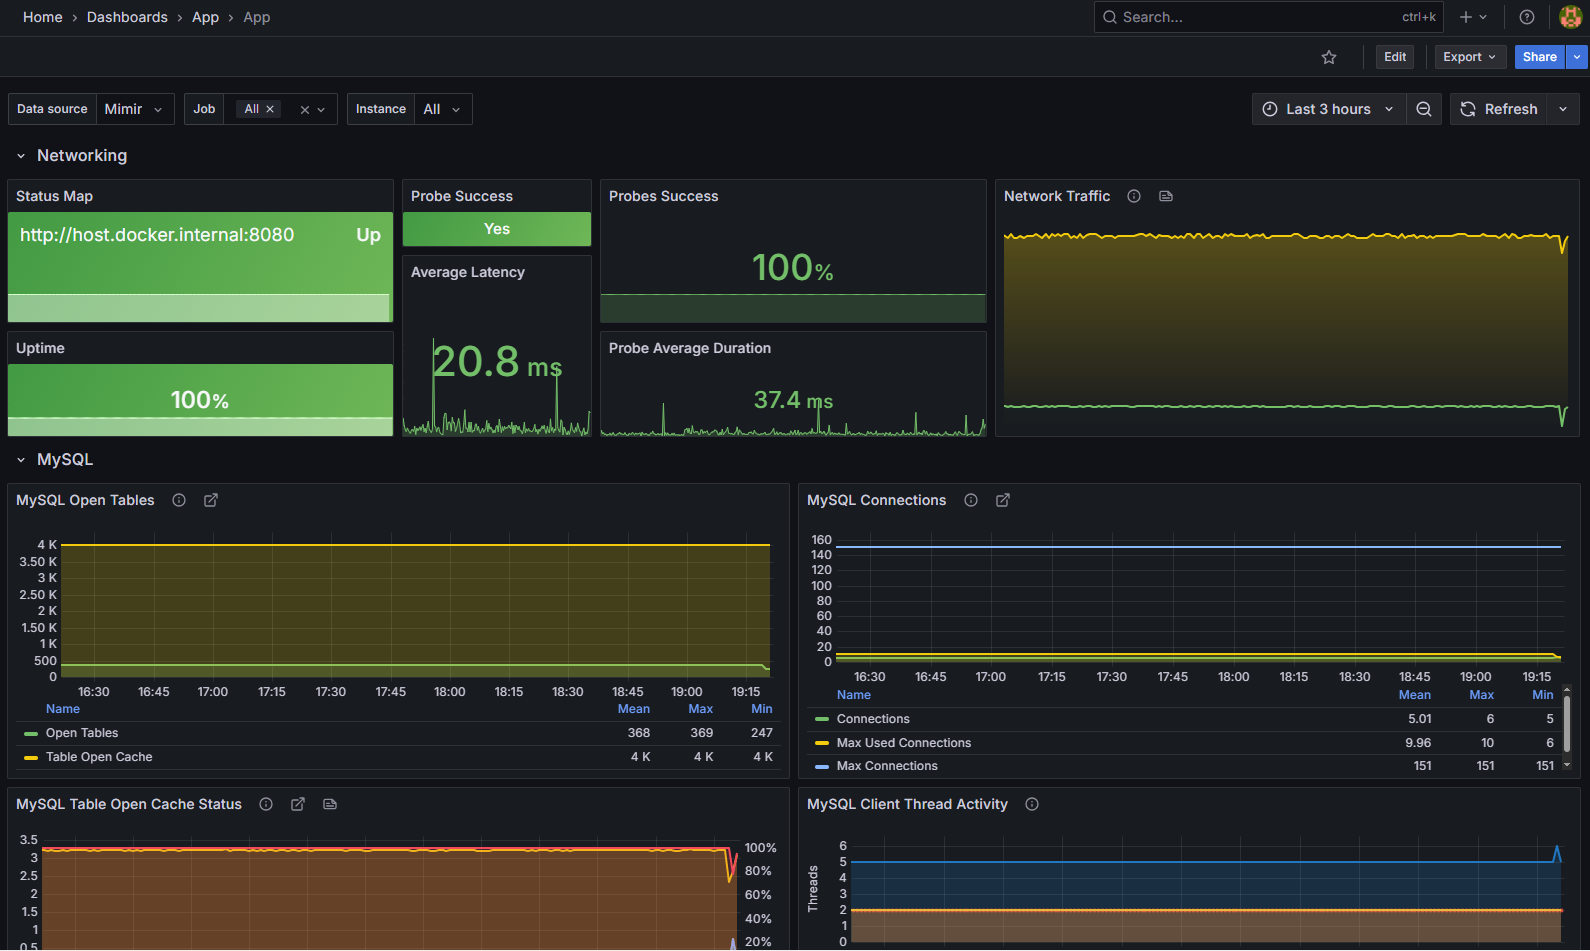 Home › Dashboards › App › App
Search... ctrl+k
Edit Export Share
Data source Mimir Job All × Instance All Last 3 hours Refresh
Networking
Status Map
http://host.docker.internal:8080 Up
Uptime
100%
Probe Success
Yes
Average Latency
20.8 ms
Probes Success
100%
Probe Average Duration
37.4 ms
Network Traffic
MySQL
MySQL Open Tables
4 K
3.50 K
3 K
2.50 K
2 K
1.50 K
1 K
500
0
16:30 16:45 17:00 17:15 17:30 17:45 18:00 18:15 18:30 18:45 19:00 19:15
Name Mean Max Min
Open Tables 368 369 247
Table Open Cache 4 K 4 K 4 K
MySQL Connections
160
140
120
100
80
60
40
20
0
16:30 16:45 17:00 17:15 17:30 17:45 18:00 18:15 18:30 18:45 19:00 19:15
Name Mean Max Min
Connections 5.01 6 5
Max Used Connections 9.96 10 6
Max Connections 151 151 151
MySQL Table Open Cache Status
3.5
3
2.5
2
1.5
1
0.5
100%
80%
60%
40%
20%
MySQL Client Thread Activity
Threads
6
5
4
3
2
1
0